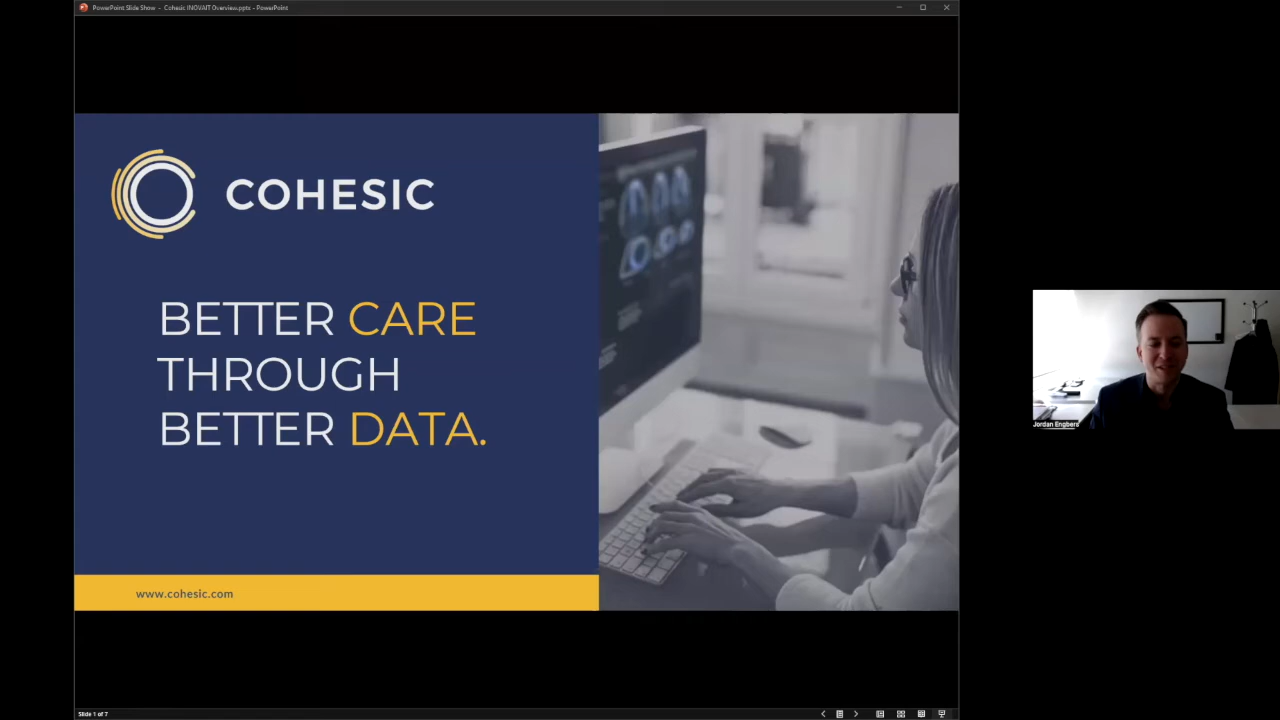 PowerPoint Slide Show - Cohesic INOVAIT Overview.pptx - PowerPoint
COHESIC
BETTER CARE
THROUGH
BETTER DATA.
www.cohesic.com
Jordan Engbers
Slide 1 of 7